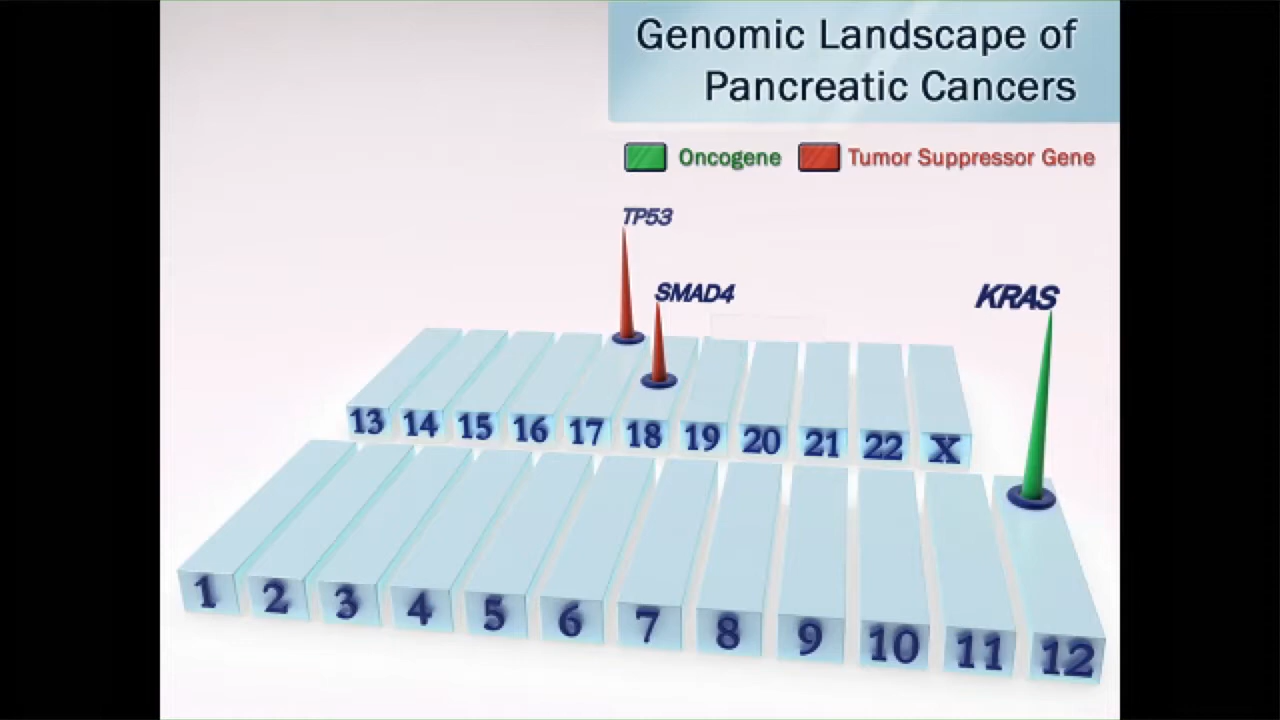 Genomic Landscape of
Pancreatic Cancers
Oncogene Tumor Suppressor Gene
TP53
SMAD4
KRAS
13 14 15 16 17 18 19 20 21 22 X
1 2 3 4 5 6 7 8 9 10 11 12